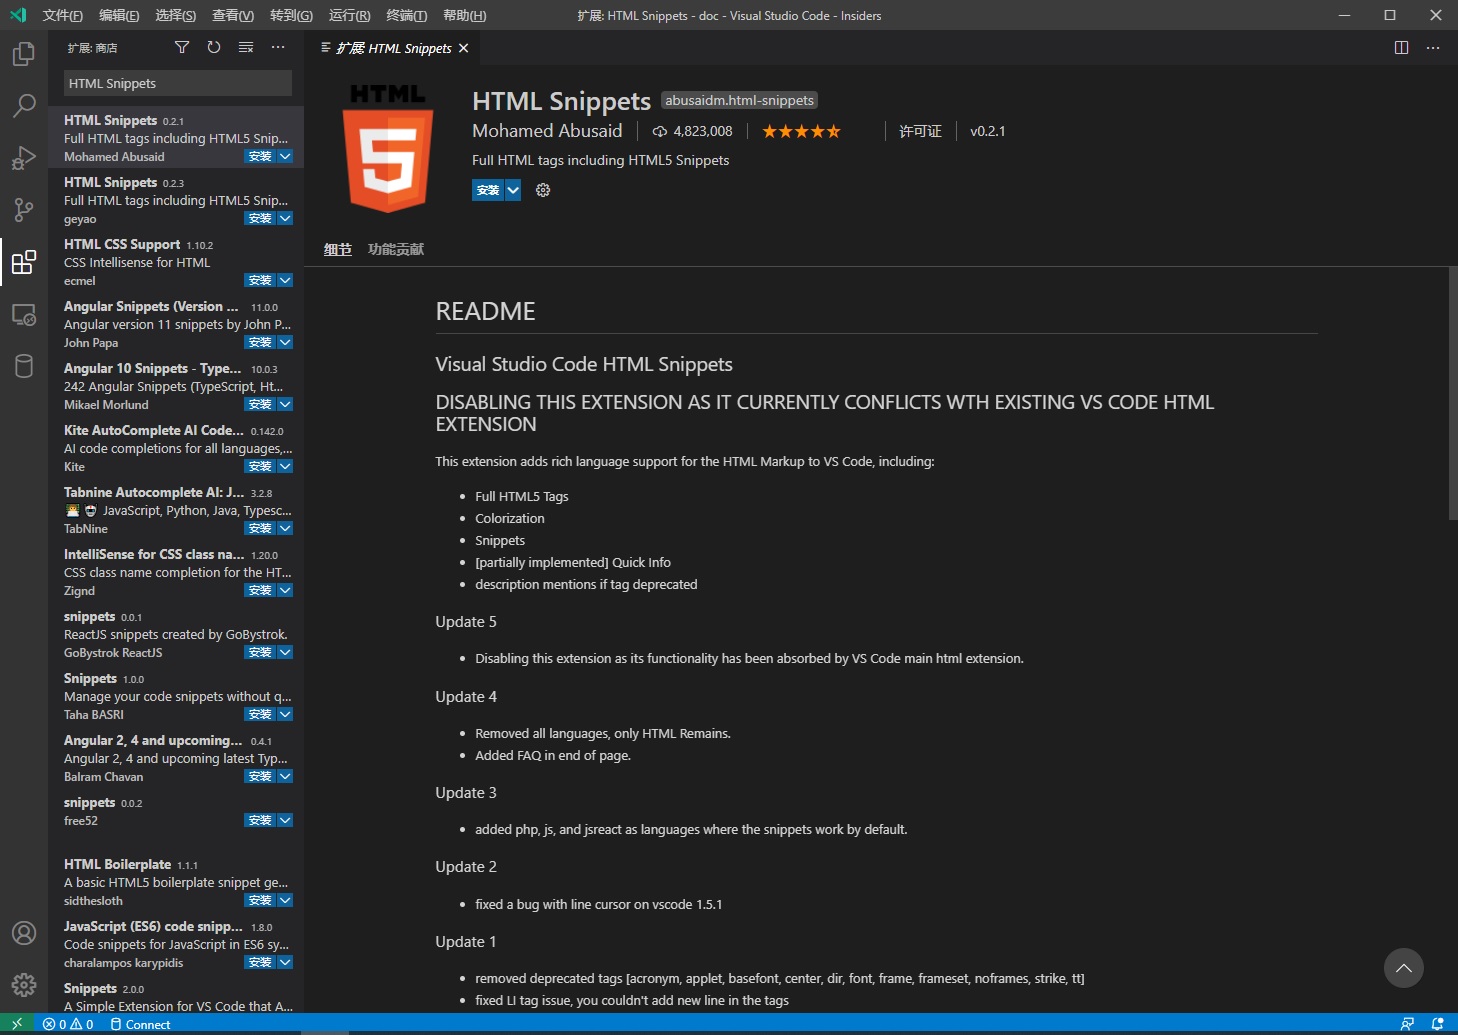 文件(F) 编辑(E) 选择(S) 查看(V) 转到(G) 运行(R) 终端(T) 帮助(H) 扩展: HTML Snippets - doc - Visual Studio Code - Insiders
扩展: 商店
HTML Snippets
HTML Snippets 0.2.1
Full HTML tags including HTML5 Snip...
Mohamed Abusaid 安装
HTML Snippets 0.2.3
Full HTML tags including HTML5 Snip...
geyao 安装
HTML CSS Support 1.10.2
CSS Intellisense for HTML
ecmel 安装
Angular Snippets (Version ... 11.0.0
Angular version 11 snippets by John P...
John Papa 安装
Angular 10 Snippets - Type... 10.0.3
242 Angular Snippets (TypeScript, Ht...
Mikael Morlund 安装
Kite AutoComplete AI Code... 0.142.0
AI code completions for all languages,...
Kite 安装
Tabnine Autocomplete AI: J... 3.2.8
JavaScript, Python, Java, Typesc...
TabNine 安装
IntelliSense for CSS class na... 1.20.0
CSS class name completion for the HT...
Zignd 安装
snippets 0.0.1
ReactJS snippets created by GoBystrok.
GoBystrok ReactJS 安装
Snippets 1.0.0
Manage your code snippets without q...
Taha BASRI 安装
Angular 2, 4 and upcoming... 0.4.1
Angular 2, 4 and upcoming latest Typ...
Balram Chavan 安装
snippets 0.0.2
free52 安装
HTML Boilerplate 1.1.1
A basic HTML5 boilerplate snippet ge...
sidthesloth 安装
JavaScript (ES6) code snipp... 1.8.0
Code snippets for JavaScript in ES6 sy...
charalampos karypidis 安装
Snippets 2.0.0
A Simple Extension for VS Code that A...
扩展: HTML Snippets
HTML
5
HTML Snippets abusaidm.html-snippets
Mohamed Abusaid 4,823,008 许可证 v0.2.1
Full HTML tags including HTML5 Snippets
安装
细节 功能贡献
README
Visual Studio Code HTML Snippets
DISABLING THIS EXTENSION AS IT CURRENTLY CONFLICTS WTH EXISTING VS CODE HTML
EXTENSION
This extension adds rich language support for the HTML Markup to VS Code, including:
• Full HTML5 Tags
• Colorization
• Snippets
• [partially implemented] Quick Info
• description mentions if tag deprecated
Update 5
• Disabling this extension as its functionality has been absorbed by VS Code main html extension.
Update 4
• Removed all languages, only HTML Remains.
• Added FAQ in end of page.
Update 3
• added php, js, and jsreact as languages where the snippets work by default.
Update 2
• fixed a bug with line cursor on vscode 1.5.1
Update 1
• removed deprecated tags [acronym, applet, basefont, center, dir, font, frame, frameset, noframes, strike, tt]
• fixed LI tag issue, you couldn't add new line in the tags
0 0 Connect